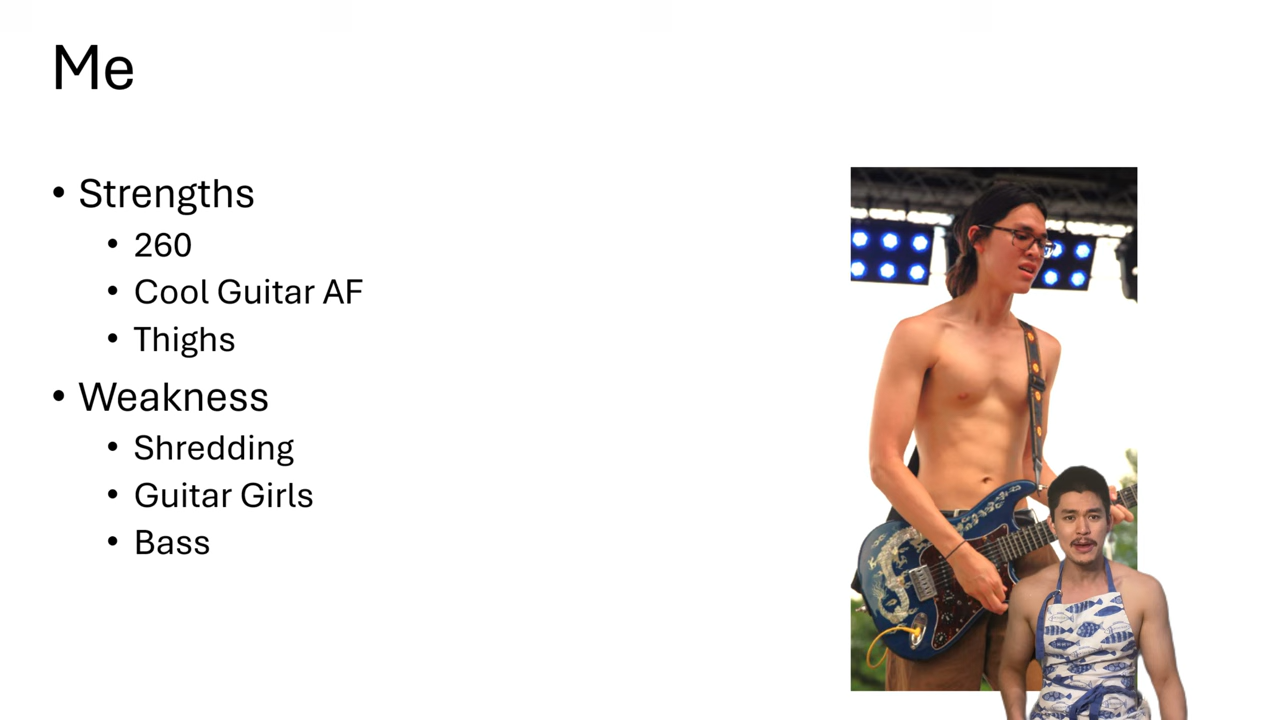 Me
• Strengths
• 260
• Cool Guitar AF
• Thighs
• Weakness
• Shredding
• Guitar Girls
• Bass